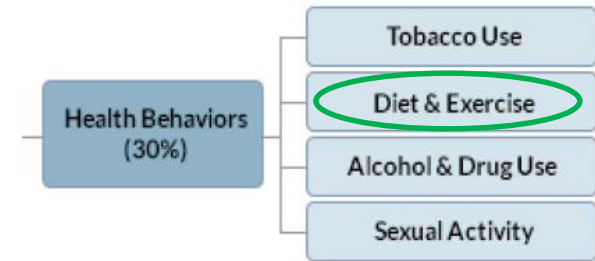 Tobacco Use
Health Behaviors
(30%)
Diet & Exercise
Alcohol & Drug Use
Sexual Activity